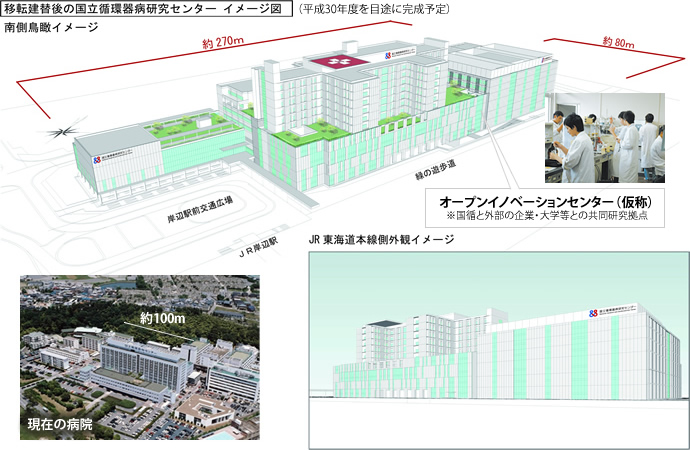 移転建替後の国立循環器病研究センター イメージ図 (平成30年度を目途に完成予定)
南側鳥瞰イメージ
約270m
約80m
緑の遊歩道
岸辺駅前交通広場
JR岸辺駅
オープンイノベーションセンター(仮称)
※国循と外部の企業・大学等との共同研究拠点
JR東海道本線側外観イメージ
約100m
現在の病院